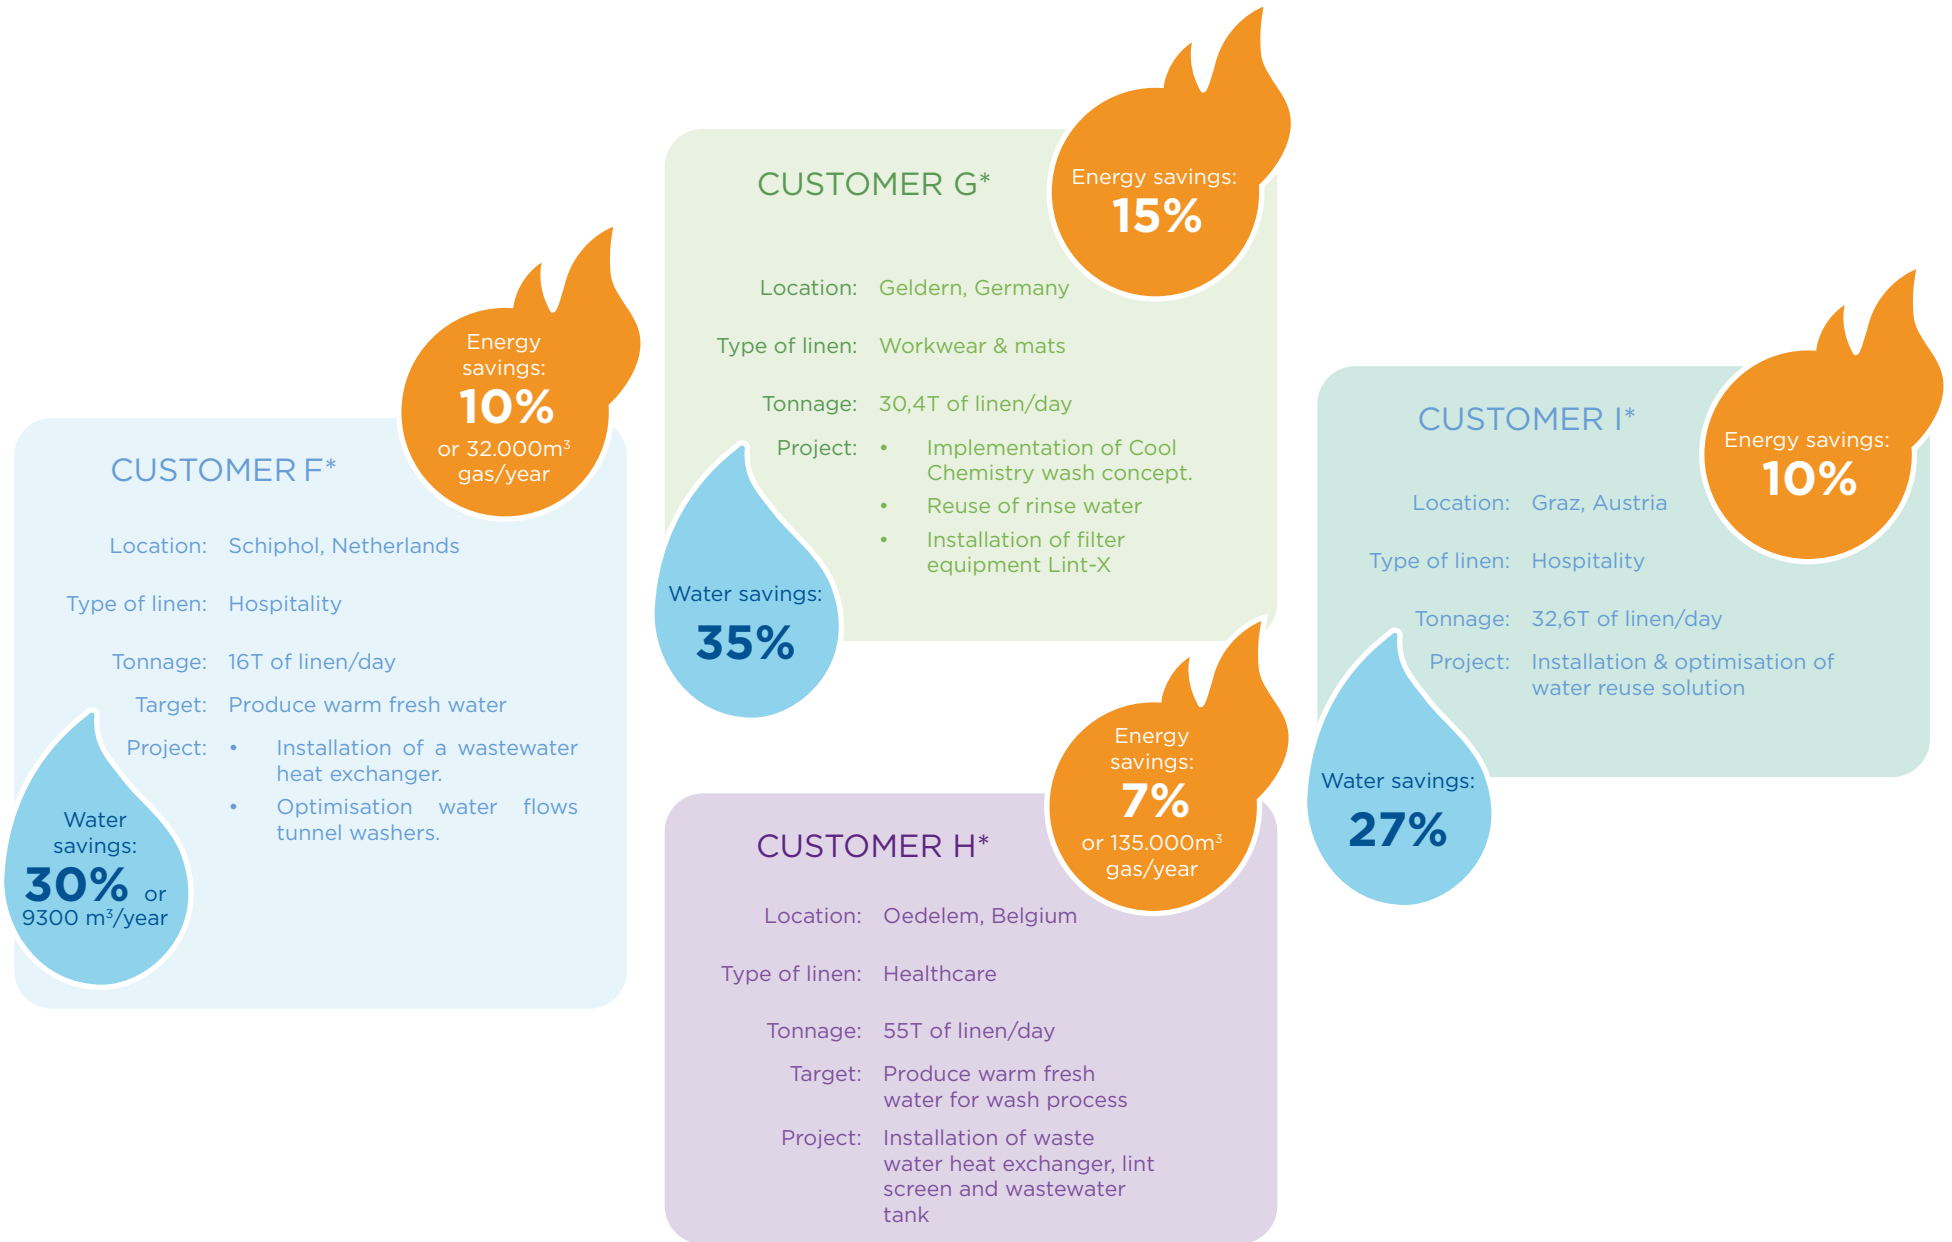 CUSTOMER F*
Energy
savings:
10%
or 32.000m³
gas/year
Location: Schiphol, Netherlands
Type of linen: Hospitality
Tonnage: 16T of linen/day
Target: Produce warm fresh water
Project: • Installation of a wastewater
heat exchanger.
• Optimisation water flows
tunnel washers.
Water
savings:
30% or
9300 m³/year
CUSTOMER G*
Energy savings:
15%
Location: Geldern, Germany
Type of linen: Workwear & mats
Tonnage: 30,4T of linen/day
Project: • Implementation of Cool
Chemistry wash concept.
• Reuse of rinse water
• Installation of filter
equipment Lint-X
Water savings:
35%
CUSTOMER H*
Energy
savings:
7%
or 135.000m³
gas/year
Location: Oedelem, Belgium
Type of linen: Healthcare
Tonnage: 55T of linen/day
Target: Produce warm fresh
water for wash process
Project: Installation of waste
water heat exchanger, lint
screen and wastewater
tank
CUSTOMER I*
Energy savings:
10%
Location: Graz, Austria
Type of linen: Hospitality
Tonnage: 32,6T of linen/day
Project: Installation & optimisation of
water reuse solution
Water savings:
27%